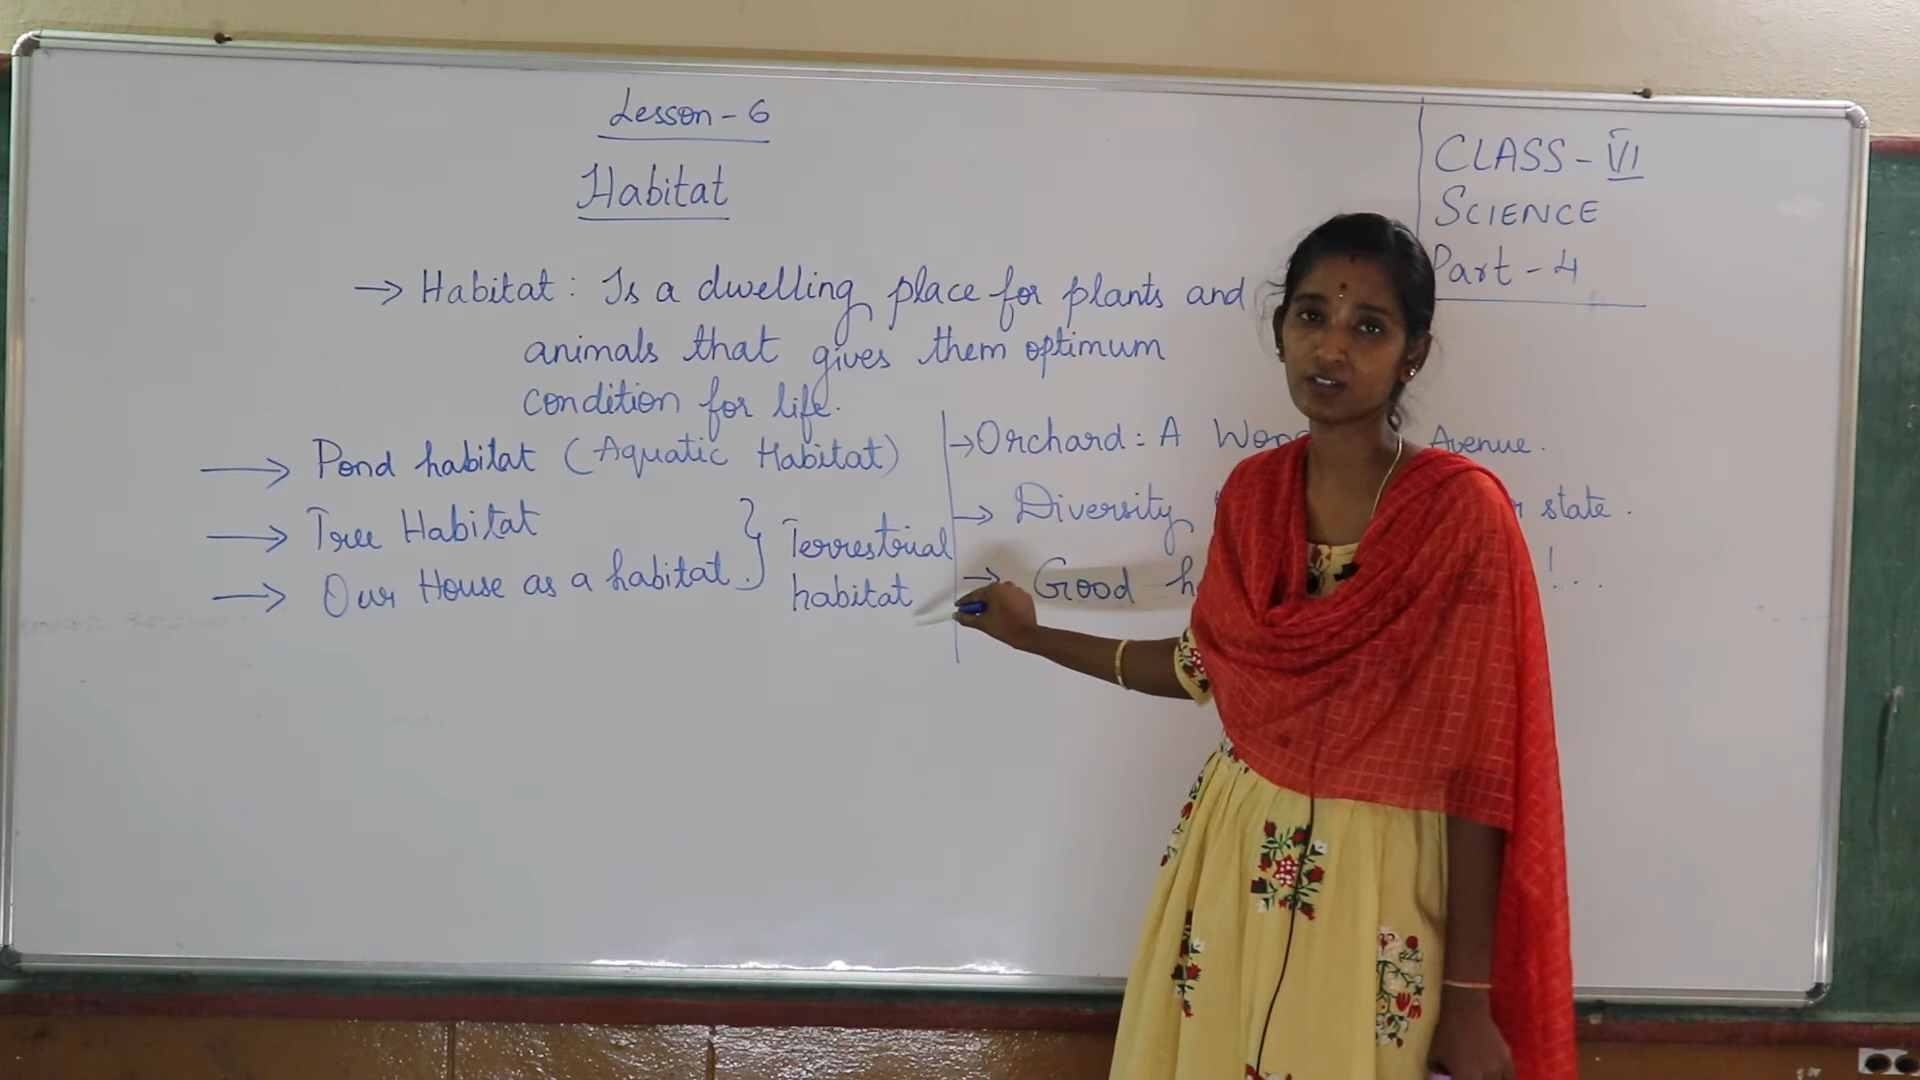 Lesson - 6
Habitat
CLASS - VI
SCIENCE
Part - 4
→ Habitat : Is a dwelling place for plants and
animals that gives them optimum
condition for life.
→ Pond habitat (Aquatic Habitat)
→ Tree Habitat
→ Our House as a habitat.
} Terrestrial
habitat
→ Orchard : A Avenue.
→ Diversity state.
→ Good !...